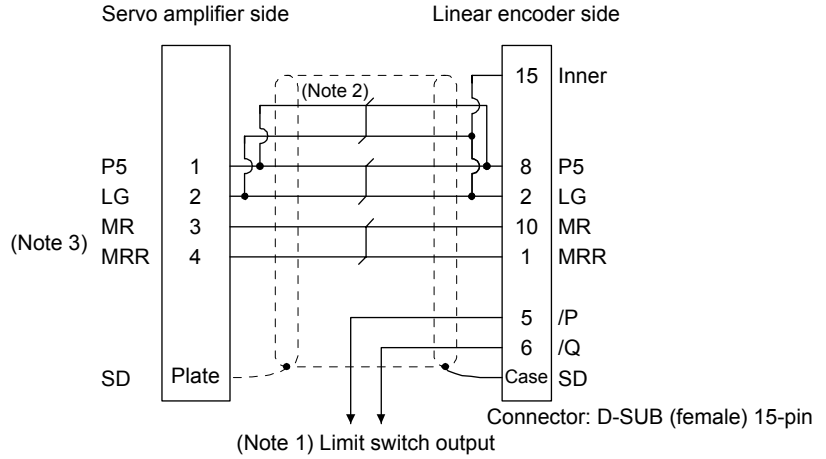 Servo amplifier side Linear encoder side
15 Inner
(Note 2)
P5 1 8 P5
LG 2 2 LG
MR 3 10 MR
(Note 3)
MRR 4 1 MRR
5 /P
6 /Q
SD Plate Case SD
Connector: D-SUB (female) 15-pin
(Note 1) Limit switch output